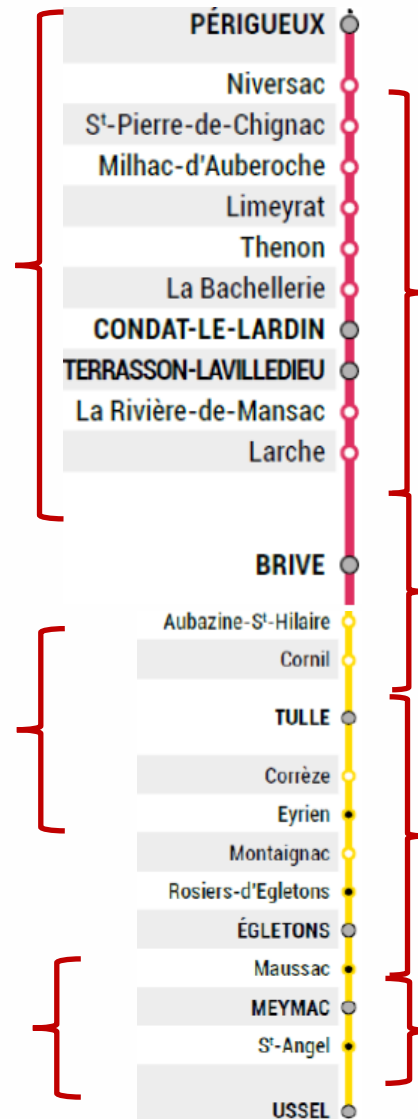 PÉRIGUEUX
Niversac
Sᵗ-Pierre-de-Chignac
Milhac-d'Auberoche
Limeyrat
Thenon
La Bachellerie
CONDAT-LE-LARDIN
TERRASSON-LAVILLEDIEU
La Rivière-de-Mansac
Larche
BRIVE
Aubazine-Sᵗ-Hilaire
Cornil
TULLE
Corrèze
Eyrien
Montaignac
Rosiers-d'Egletons
ÉGLETONS
Maussac
MEYMAC
Sᵗ-Angel
USSEL